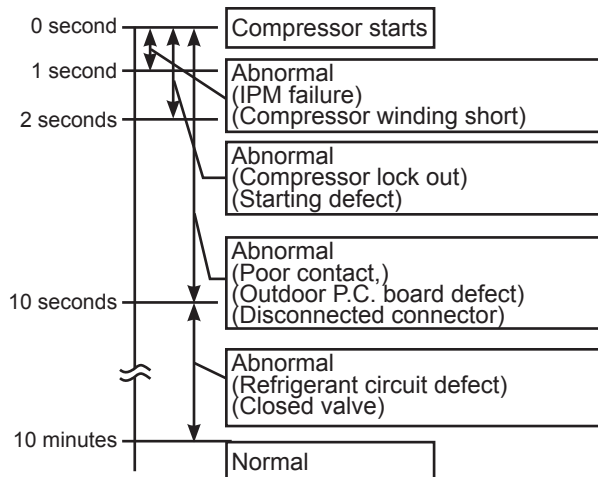 0 second
Compressor starts
1 second
Abnormal
(IPM failure)
(Compressor winding short)
2 seconds
Abnormal
(Compressor lock out)
(Starting defect)
Abnormal
(Poor contact,)
(Outdoor P.C. board defect)
(Disconnected connector)
10 seconds
Abnormal
(Refrigerant circuit defect)
(Closed valve)
10 minutes
Normal